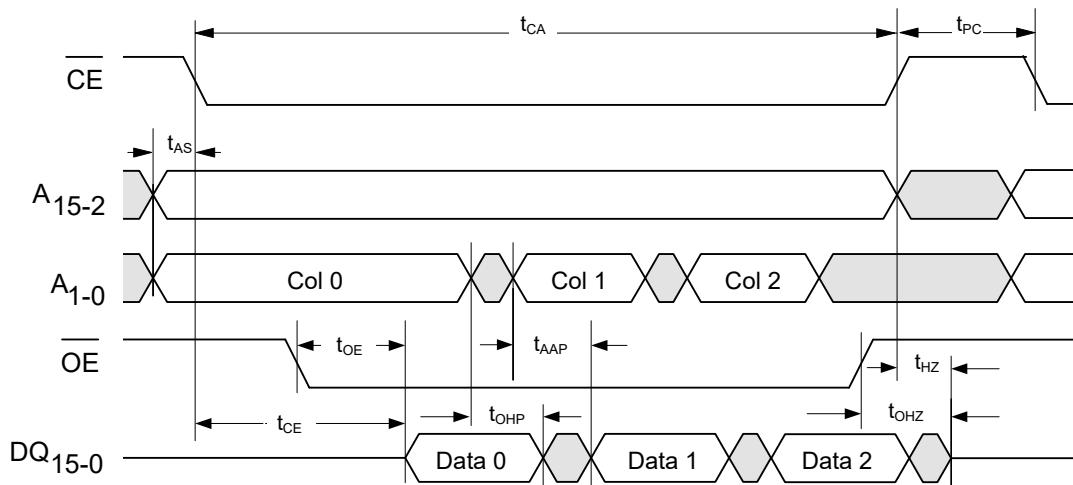 tCA
tPC
CE
tAS
A15-2
A1-0
Col 0
Col 1
Col 2
OE
tOE
tAAP
tHZ
tCE
tOHP
tOHZ
DQ15-0
Data 0
Data 1
Data 2